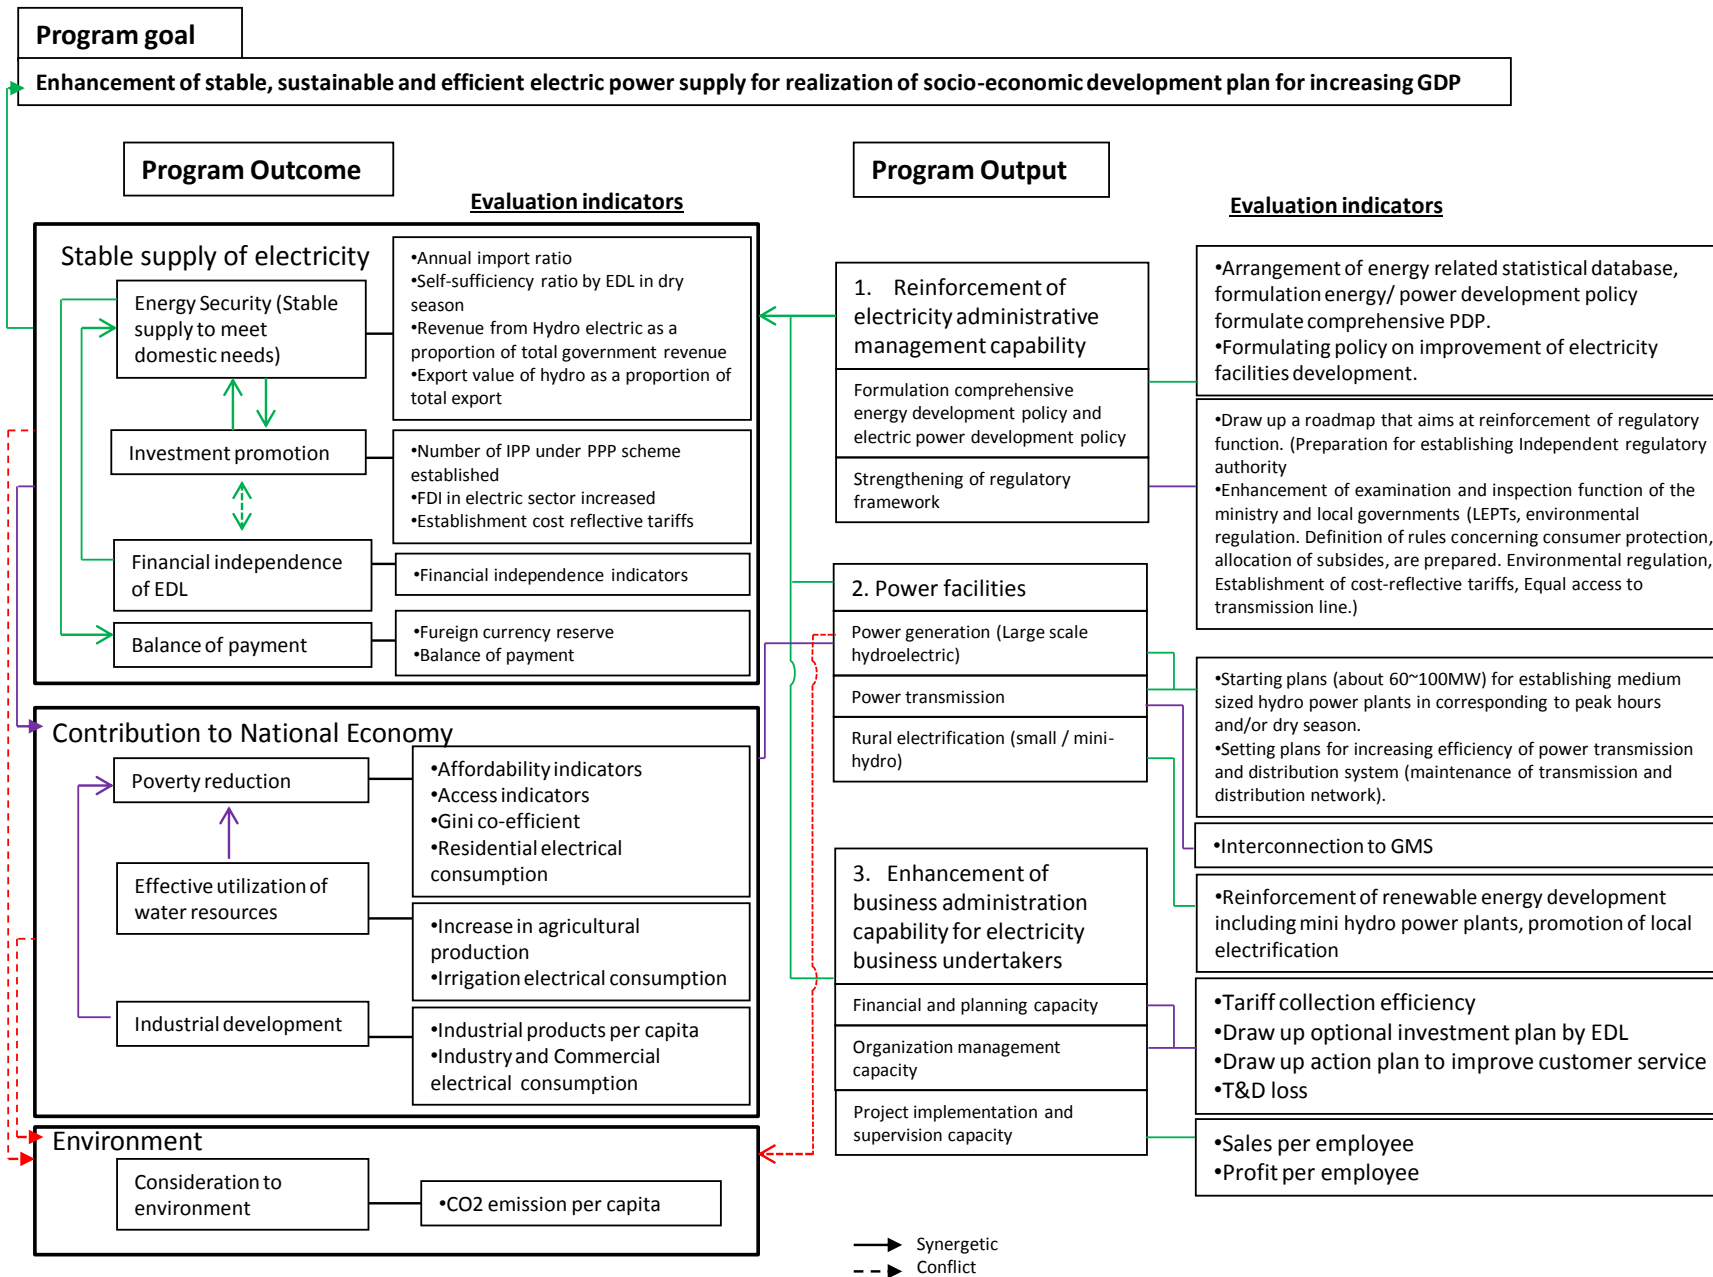 Program goal
Enhancement of stable, sustainable and efficient electric power supply for realization of socio-economic development plan for increasing GDP
Program Outcome
Evaluation indicators
Stable supply of electricity
Energy Security (Stable
supply to meet
domestic needs)
•Annual import ratio
•Self-sufficiency ratio by EDL in dry
season
•Revenue from Hydro electric as a
proportion of total government revenue
•Export value of hydro as a proportion of
total export
Investment promotion
•Number of IPP under PPP scheme
established
•FDI in electric sector increased
•Establishment cost reflective tariffs
Financial independence
of EDL
•Financial independence indicators
Balance of payment
•Fureign currency reserve
•Balance of payment
Contribution to National Economy
Poverty reduction
•Affordability indicators
•Access indicators
•Gini co-efficient
•Residential electrical
consumption
Effective utilization of
water resources
•Increase in agricultural
production
•Irrigation electrical consumption
Industrial development
•Industrial products per capita
•Industry and Commercial
electrical consumption
Environment
Consideration to
environment
•CO2 emission per capita
Program Output
Evaluation indicators
1. Reinforcement of
electricity administrative
management capability
Formulation comprehensive
energy development policy and
electric power development policy
Strengthening of regulatory
framework
•Arrangement of energy related statistical database,
formulation energy/ power development policy
formulate comprehensive PDP.
•Formulating policy on improvement of electricity
facilities development.
•Draw up a roadmap that aims at reinforcement of regulatory
function. (Preparation for establishing Independent regulatory
authority
•Enhancement of examination and inspection function of the
ministry and local governments (LEPTs, environmental
regulation. Definition of rules concerning consumer protection,
allocation of subsides, are prepared. Environmental regulation,
Establishment of cost-reflective tariffs, Equal access to
transmission line.)
2. Power facilities
Power generation (Large scale
hydroelectric)
Power transmission
Rural electrification (small / mini-
hydro)
•Starting plans (about 60~100MW) for establishing medium
sized hydro power plants in corresponding to peak hours
and/or dry season.
•Setting plans for increasing efficiency of power transmission
and distribution system (maintenance of transmission and
distribution network).
•Interconnection to GMS
•Reinforcement of renewable energy development
including mini hydro power plants, promotion of local
electrification
3. Enhancement of
business administration
capability for electricity
business undertakers
Financial and planning capacity
Organization management
capacity
Project implementation and
supervision capacity
•Tariff collection efficiency
•Draw up optional investment plan by EDL
•Draw up action plan to improve customer service
•T&D loss
•Sales per employee
•Profit per employee
Synergetic
Conflict